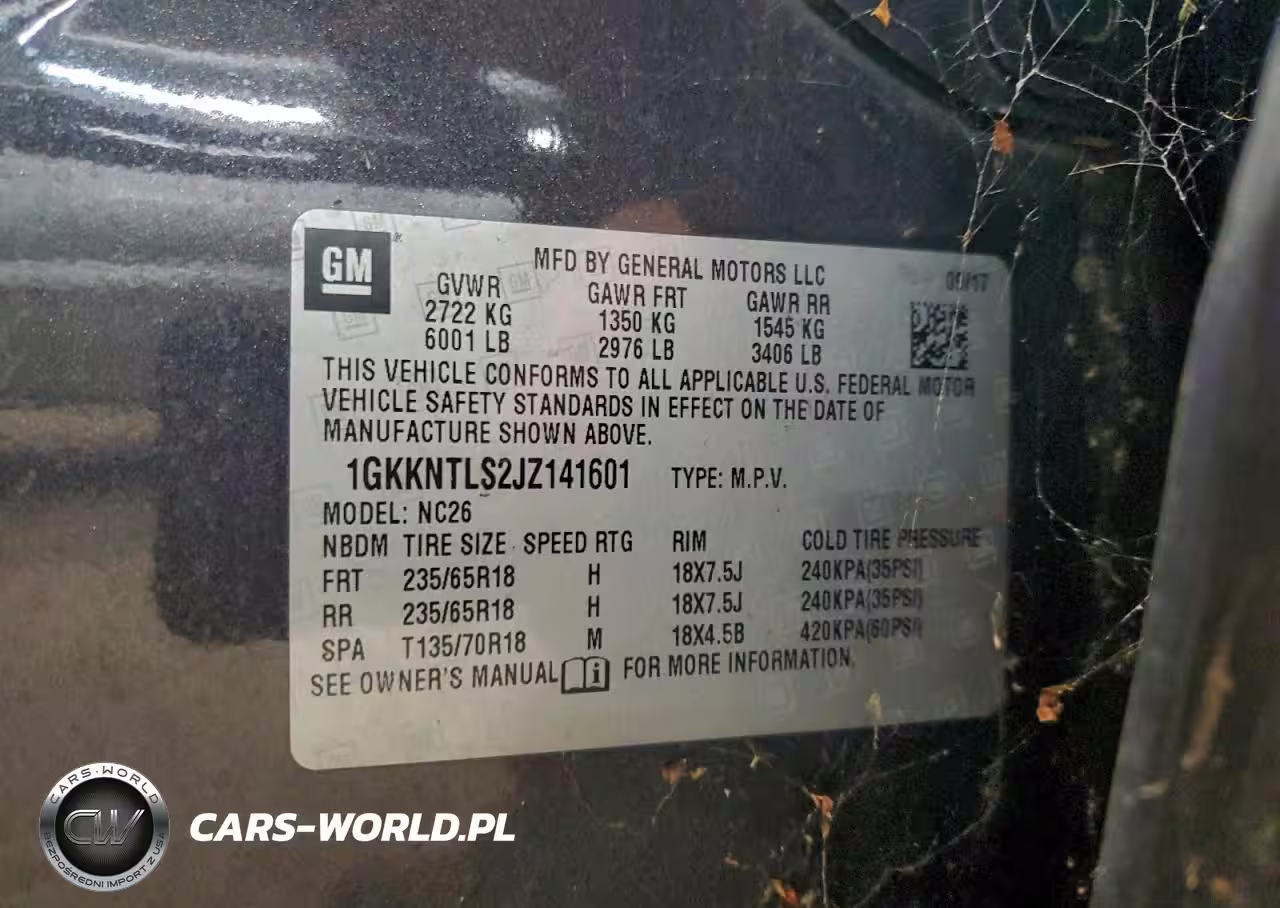 GM
MFD BY GENERAL MOTORS LLC
GVWR GAWR FRT GAWR RR
2722 KG 1350 KG 1545 KG
6001 LB 2976 LB 3406 LB
THIS VEHICLE CONFORMS TO ALL APPLICABLE U.S. FEDERAL MOTOR
VEHICLE SAFETY STANDARDS IN EFFECT ON THE DATE OF
MANUFACTURE SHOWN ABOVE.
1GKKNTLS2JZ141601 TYPE: M.P.V.
MODEL: NC26
NBDM TIRE SIZE SPEED RTG RIM COLD TIRE PRESSURE
FRT 235/65R18 H 18X7.5J 240KPA(35PSI)
RR 235/65R18 H 18X7.5J 240KPA(35PSI)
SPA T135/70R18 M 18X4.5B 420KPA(60PSI)
SEE OWNER'S MANUAL FOR MORE INFORMATION.
CARS-WORLD
CW
BEZPOŚREDNI IMPORT Z USA
CARS-WORLD.PL